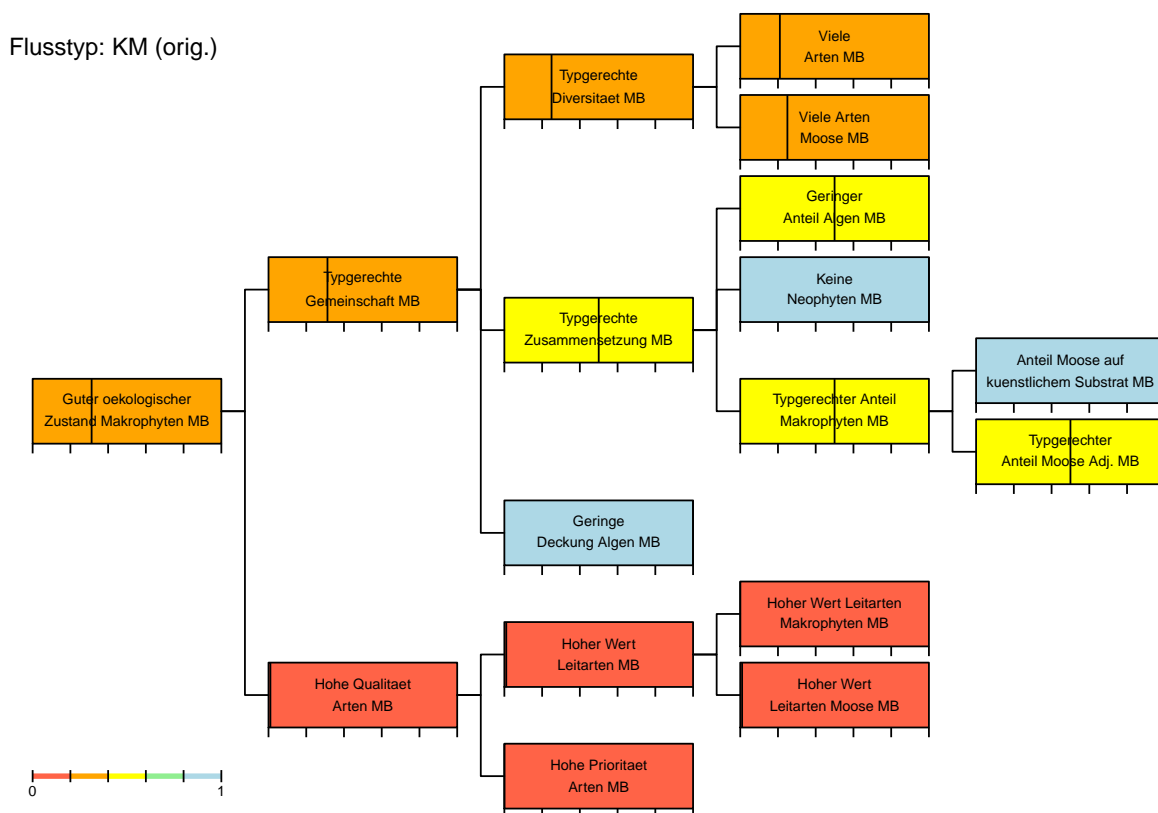 Flusstyp: KM (orig.)
Viele
Arten MB
Typgerechte
Diversitaet MB
Viele Arten
Moose MB
Geringer
Anteil Algen MB
Typgerechte
Gemeinschaft MB
Keine
Neophyten MB
Typgerechte
Zusammensetzung MB
Anteil Moose auf
kuenstlichem Substrat MB
Guter oekologischer
Zustand Makrophyten MB
Typgerechter Anteil
Makrophyten MB
Typgerechter
Anteil Moose Adj. MB
Geringe
Deckung Algen MB
Hoher Wert Leitarten
Makrophyten MB
Hoher Wert
Leitarten MB
Hohe Qualitaet
Arten MB
Hoher Wert
Leitarten Moose MB
Hohe Prioritaet
Arten MB
0 1